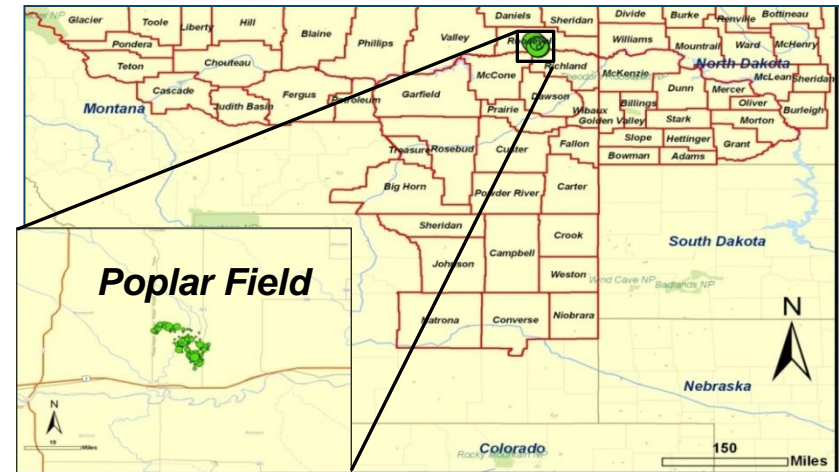 Glacier Toole Liberty Hill Blaine Phillips Valley Daniels Sheridan Divide Burke Renville Bottineau
Pondera Williams Mountrail Ward McHenry
Teton Chouteau McCone Richland McKenzie North Dakota
McLean Sheridan
Cascade Judith Basin Fergus Petroleum Garfield Dawson Dunn Mercer
Montana Prairie Wibaux Billings Oliver Burleigh
Golden Valley Stark Morton
Treasure Rosebud Custer Fallon Slope Hettinger Grant
Bowman Adams
Big Horn Powder River Carter
Sheridan Crook
Johnson Campbell South Dakota
Weston
Wind Cave NP Badlands NP
Natrona Converse Niobrara
N
Nebraska
Colorado
Rocky Mountain NP
150
Miles
Poplar Field
N
10
Miles